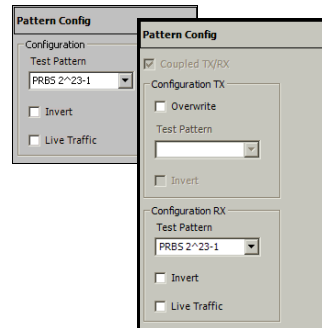 Pattern Config
Configuration
Test Pattern
PRBS 2^23-1
Invert
Live Traffic
Pattern Config
Coupled TX/RX
Configuration TX
Overwrite
Test Pattern
Invert
Configuration RX
Test Pattern
PRBS 2^23-1
Invert
Live Traffic